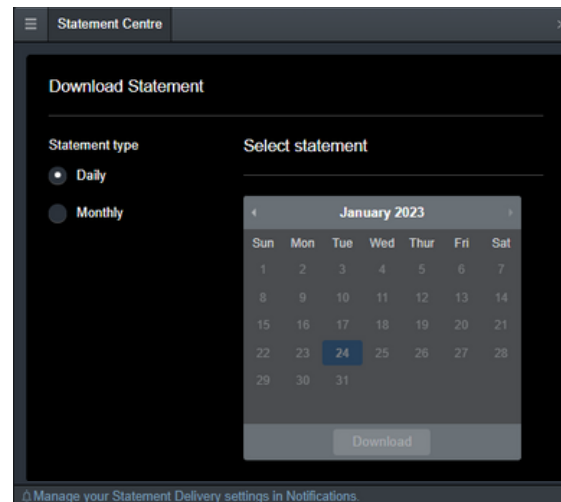 Statement Centre
Download Statement
Statement type
Daily
Monthly
Select statement
January 2023
Sun Mon Tue Wed Thur Fri Sat
1 2 3 4 5 6 7
8 9 10 11 12 13 14
15 16 17 18 19 20 21
22 23 24 25 26 27 28
29 30 31
Download
Manage your Statement Delivery settings in Notifications.